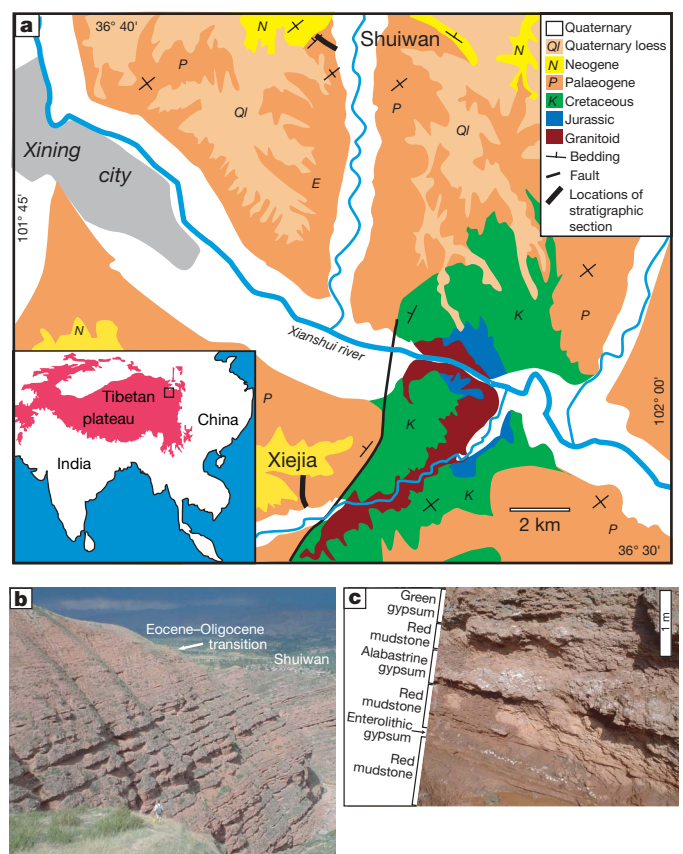 a
36° 40'
N
Shuiwan
N
P
P
Ql
Ql
E
Xining
city
101° 45'
Quaternary
Ql Quaternary loess
N Neogene
P Palaeogene
K Cretaceous
Jurassic
Granitoid
Bedding
Fault
Locations of
stratigraphic
section
K
P
N
Xianshui river
P
K
Xiejia
K
2 km
P
102° 00'
36° 30'
Tibetan
plateau
China
India
b
Eocene–Oligocene
transition
Shuiwan
c
Green
gypsum
Red
mudstone
Alabastrine
gypsum
Red
mudstone
Enterolithic
gypsum
Red
mudstone
1 m